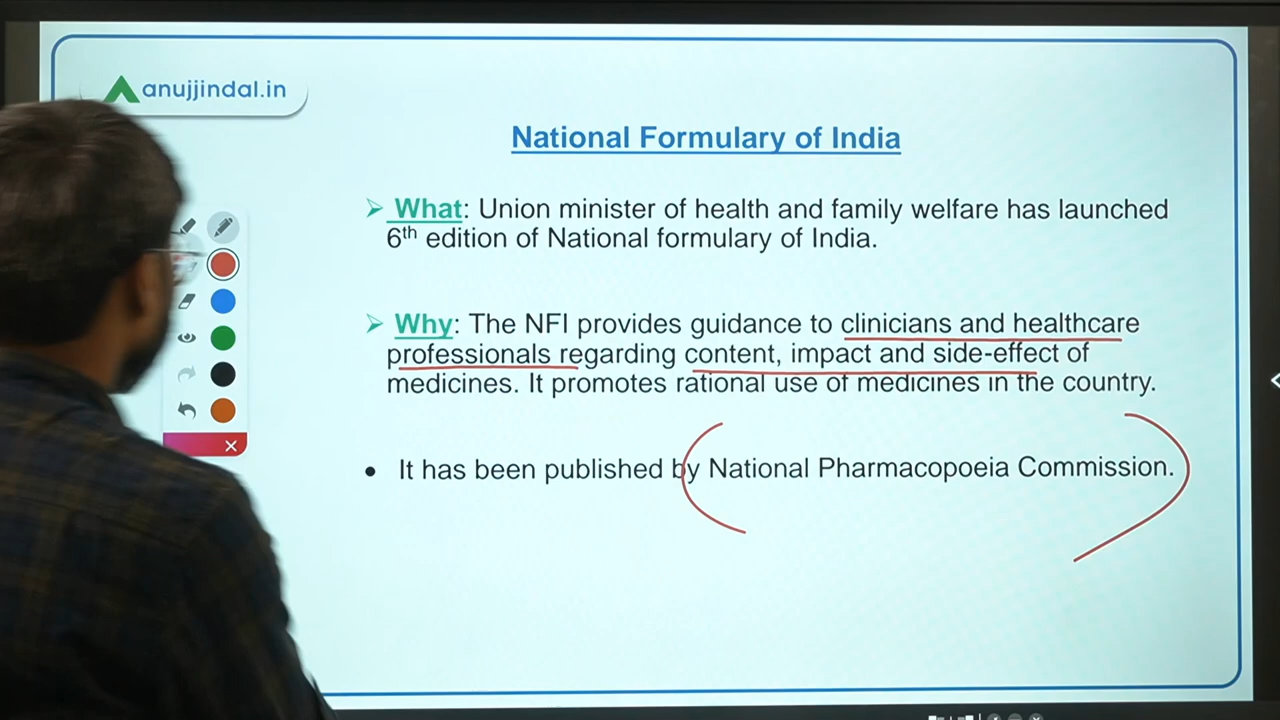 anujjindal.in
National Formulary of India
What: Union minister of health and family welfare has launched
6th edition of National formulary of India.
Why: The NFI provides guidance to clinicians and healthcare
professionals regarding content, impact and side-effect of
medicines. It promotes rational use of medicines in the country.
• It has been published by National Pharmacopoeia Commission.